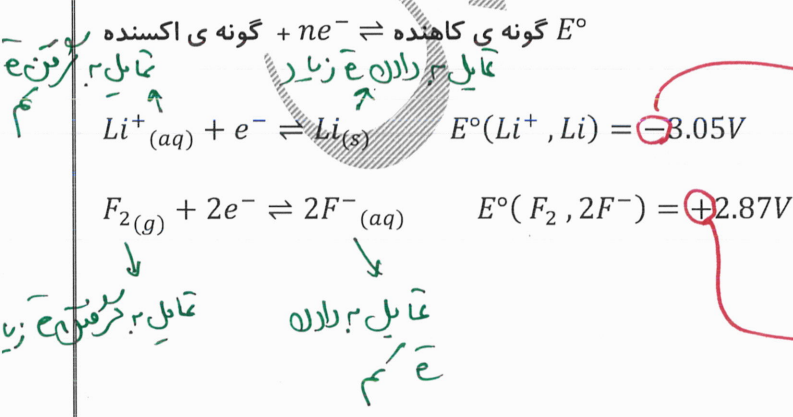 گونه ی اکسنده + ne⁻ ⇌ گونه ی کاهنده E°
تمایل به گرفتن e⁻ کم
تمایل به دادن e⁻ زیاد
Li⁺(aq) + e⁻ ⇌ Li(s) E°(Li⁺ , Li) = −3.05V
F₂(g) + 2e⁻ ⇌ 2F⁻(aq) E°( F₂ , 2F⁻) = +2.87V
تمایل به گرفتن e⁻
تمایل به دادن
e⁻ کم